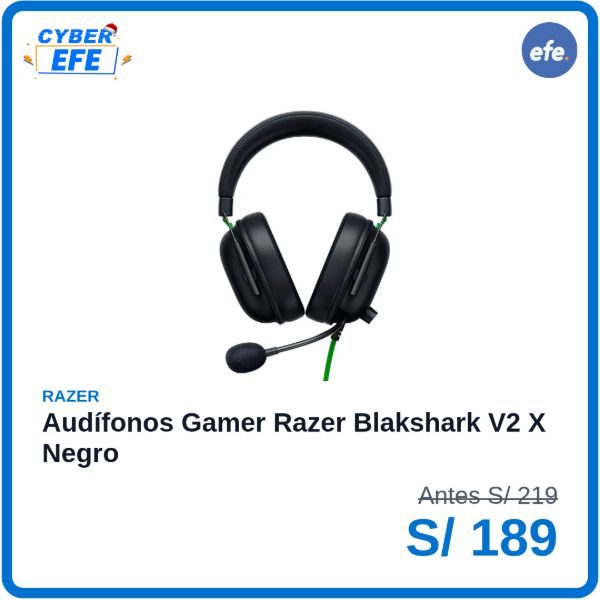 CYBER
EFE
efe.
RAZER
Audífonos Gamer Razer Blakshark V2 X
Negro
Antes S/ 219
S/ 189